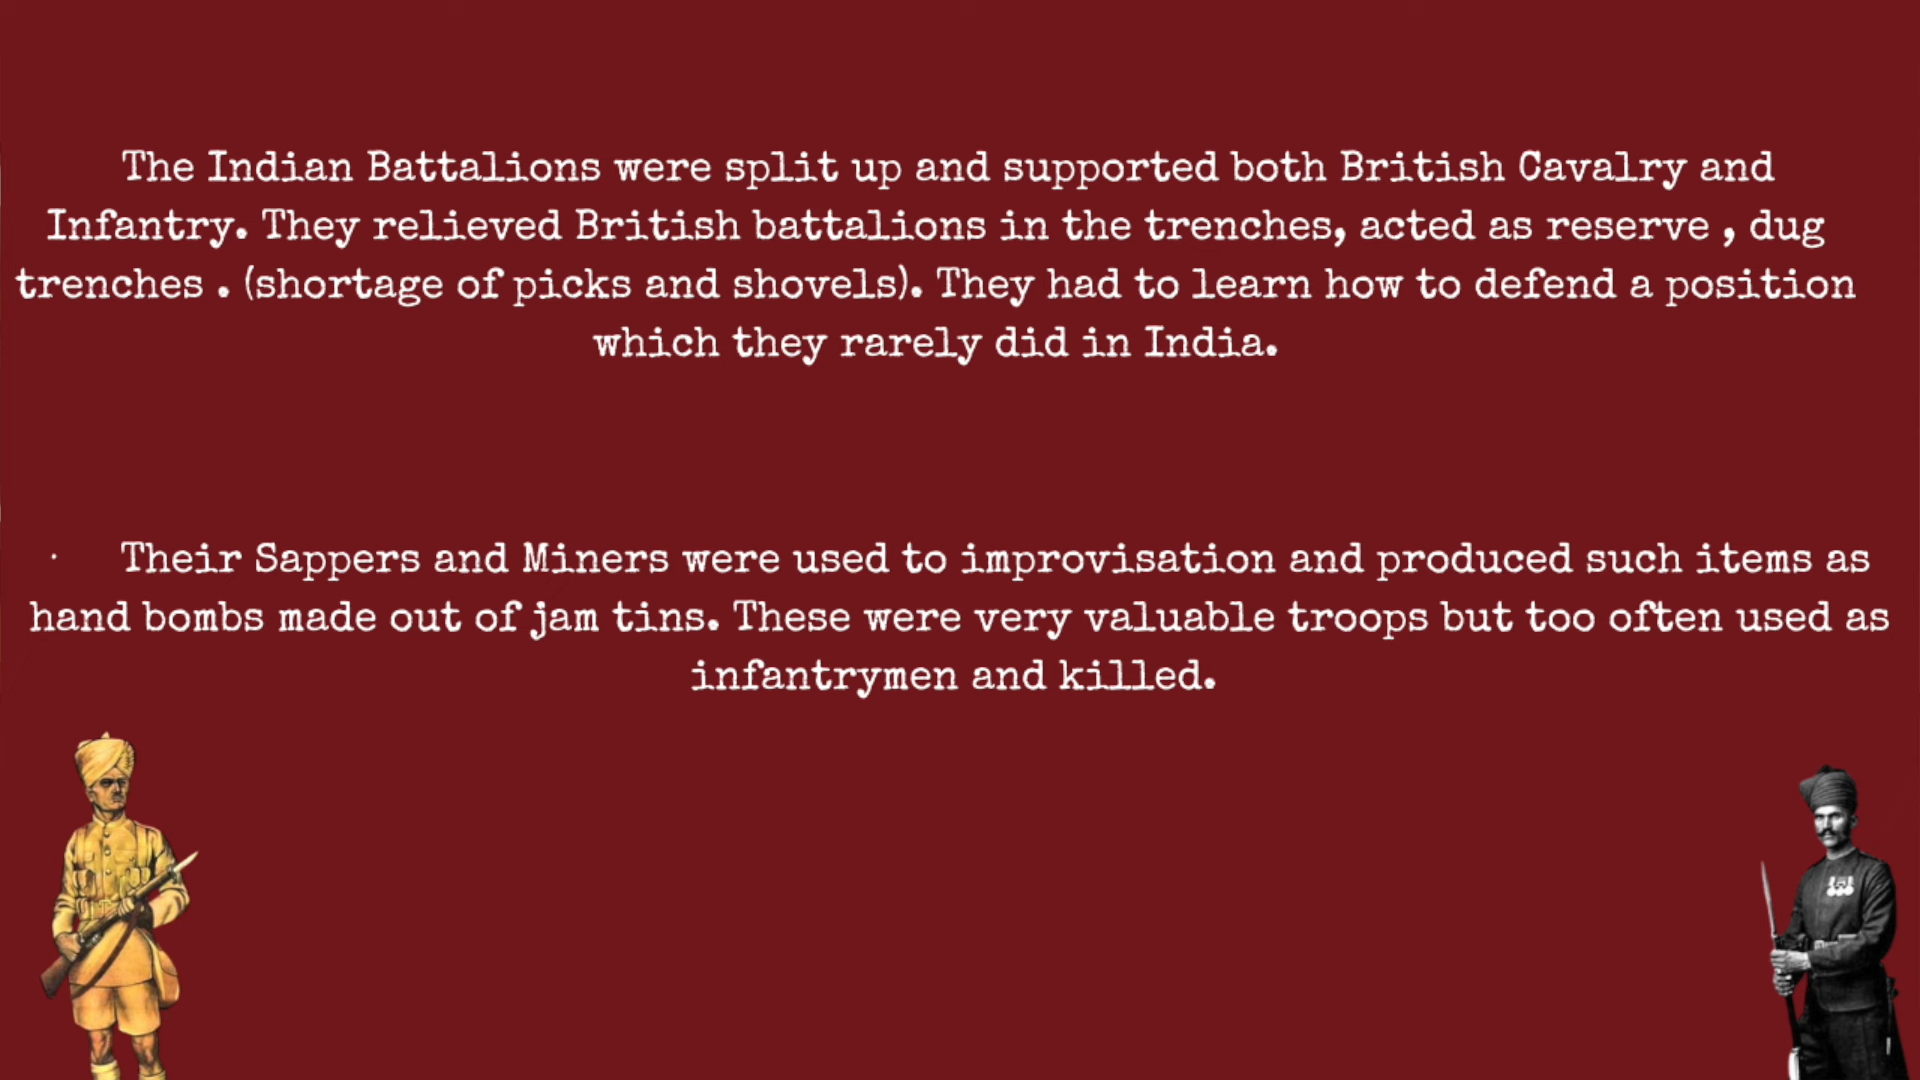 The Indian Battalions were split up and supported both British Cavalry and
Infantry. They relieved British battalions in the trenches, acted as reserve , dug
trenches . (shortage of picks and shovels). They had to learn how to defend a position
which they rarely did in India.
· Their Sappers and Miners were used to improvisation and produced such items as
hand bombs made out of jam tins. These were very valuable troops but too often used as
infantrymen and killed.